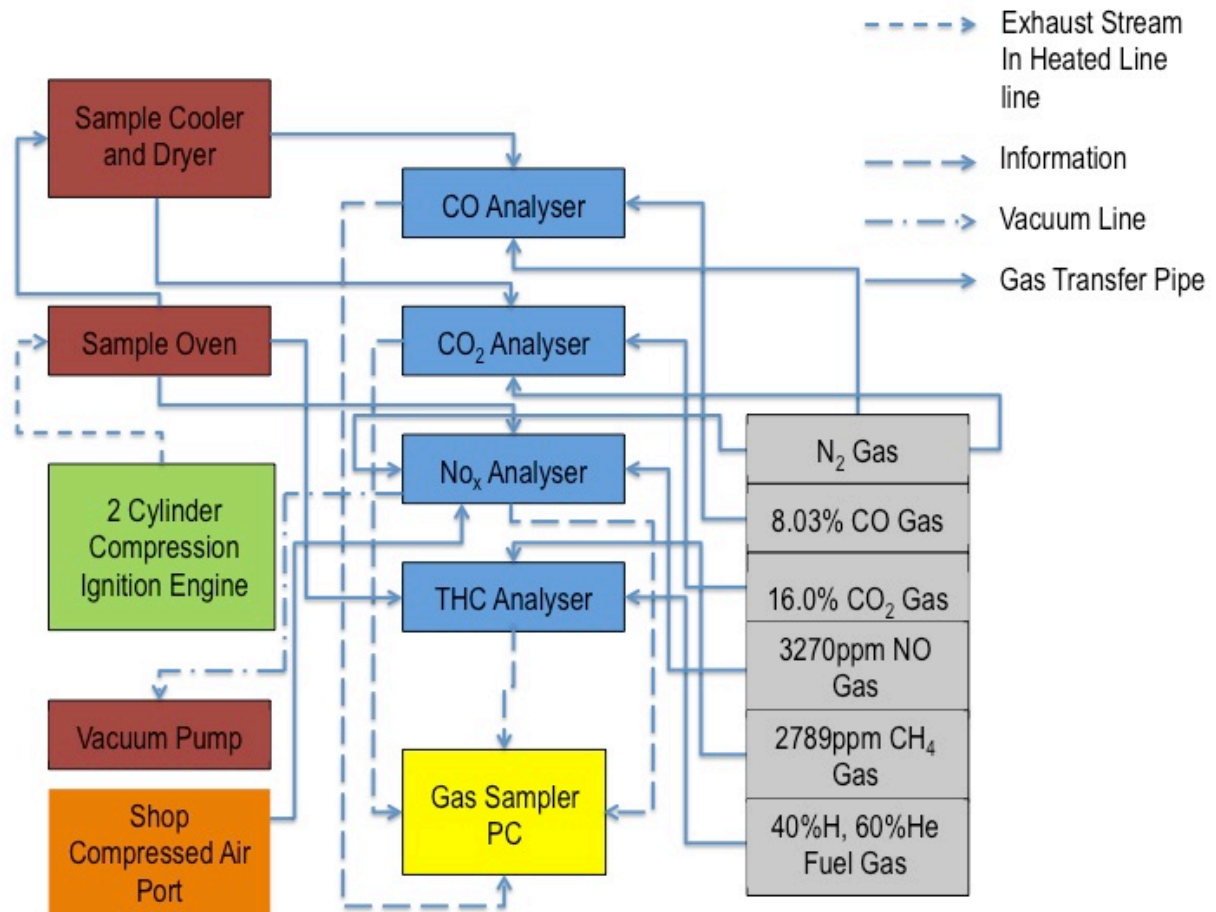 Exhaust Stream
In Heated Line
line
Information
Vacuum Line
Gas Transfer Pipe
Sample Cooler
and Dryer
CO Analyser
Sample Oven
CO₂ Analyser
N₂ Gas
Noₓ Analyser
2 Cylinder
Compression
Ignition Engine
8.03% CO Gas
THC Analyser
16.0% CO₂ Gas
3270ppm NO
Gas
Vacuum Pump
2789ppm CH₄
Gas
Gas Sampler
PC
Shop
Compressed Air
Port
40%H, 60%He
Fuel Gas